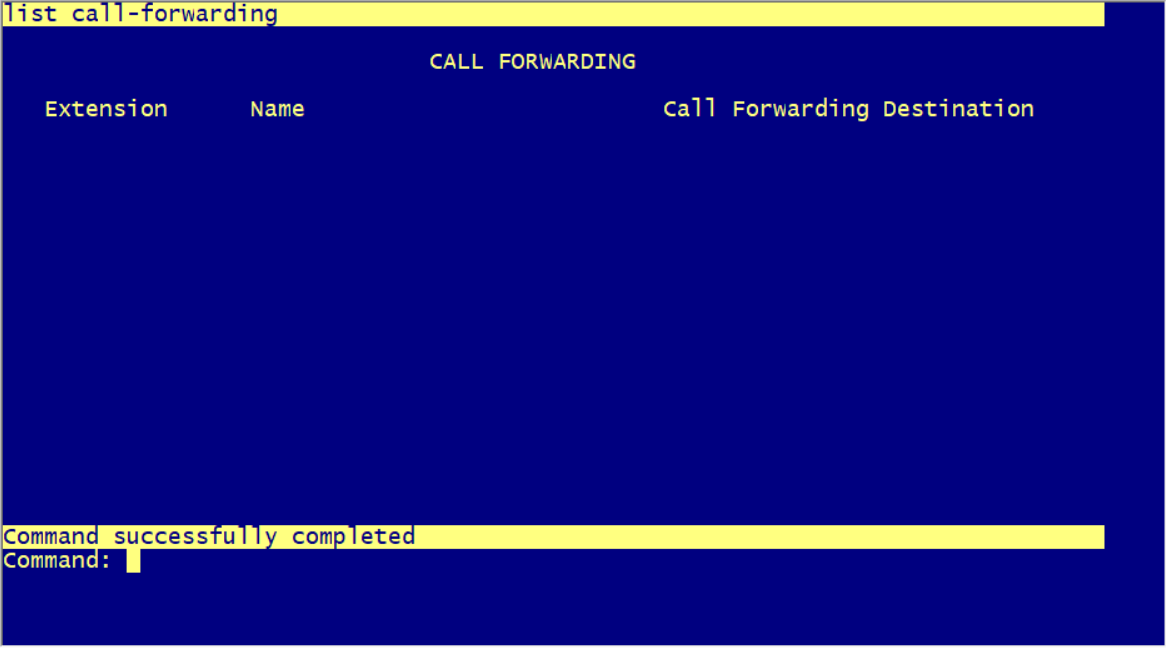 list call-forwarding
CALL FORWARDING
Extension Name Call Forwarding Destination
Command successfully completed
Command: